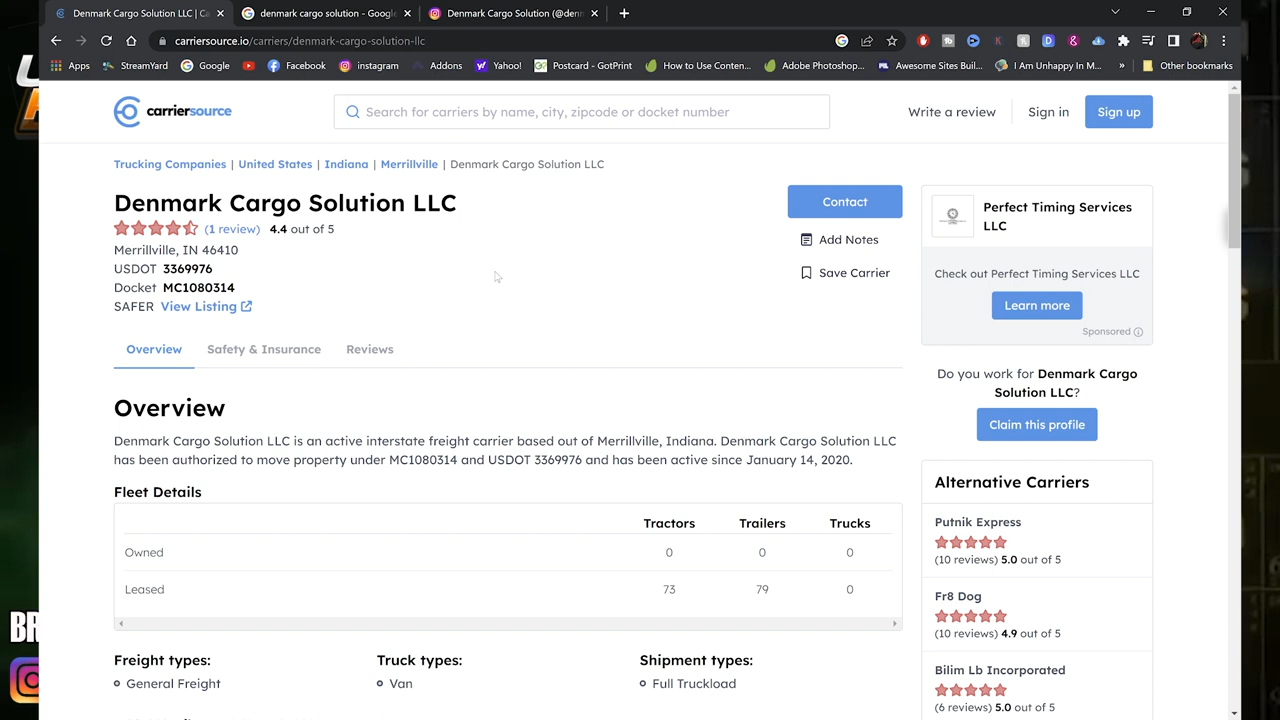 Denmark Cargo Solution LLC | Ca
denmark cargo solution - Google
Denmark Cargo Solution (@denn
carriersource.io/carriers/denmark-cargo-solution-llc
Apps
StreamYard
Google
Facebook
instagram
Addons
Yahoo!
Postcard - GotPrint
How to Use Conten...
Adobe Photoshop...
Awesome Sites Buil...
I Am Unhappy In M...
»
Other bookmarks
carriersource
Search for carriers by name, city, zipcode or docket number
Write a review
Sign in
Sign up
Trucking Companies | United States | Indiana | Merrillville | Denmark Cargo Solution LLC
Denmark Cargo Solution LLC
(1 review) 4.4 out of 5
Merrillville, IN 46410
USDOT 3369976
Docket MC1080314
SAFER View Listing
Contact
Add Notes
Save Carrier
Perfect Timing Services
LLC
Check out Perfect Timing Services LLC
Learn more
Sponsored
Overview
Safety & Insurance
Reviews
Do you work for Denmark Cargo
Solution LLC?
Claim this profile
Overview
Denmark Cargo Solution LLC is an active interstate freight carrier based out of Merrillville, Indiana. Denmark Cargo Solution LLC
has been authorized to move property under MC1080314 and USDOT 3369976 and has been active since January 14, 2020.
Fleet Details
Tractors Trailers Trucks
Owned 0 0 0
Leased 73 79 0
Freight types:
General Freight
Truck types:
Van
Shipment types:
Full Truckload
Alternative Carriers
Putnik Express
(10 reviews) 5.0 out of 5
Fr8 Dog
(10 reviews) 4.9 out of 5
Bilim Lb Incorporated
(6 reviews) 5.0 out of 5
BR